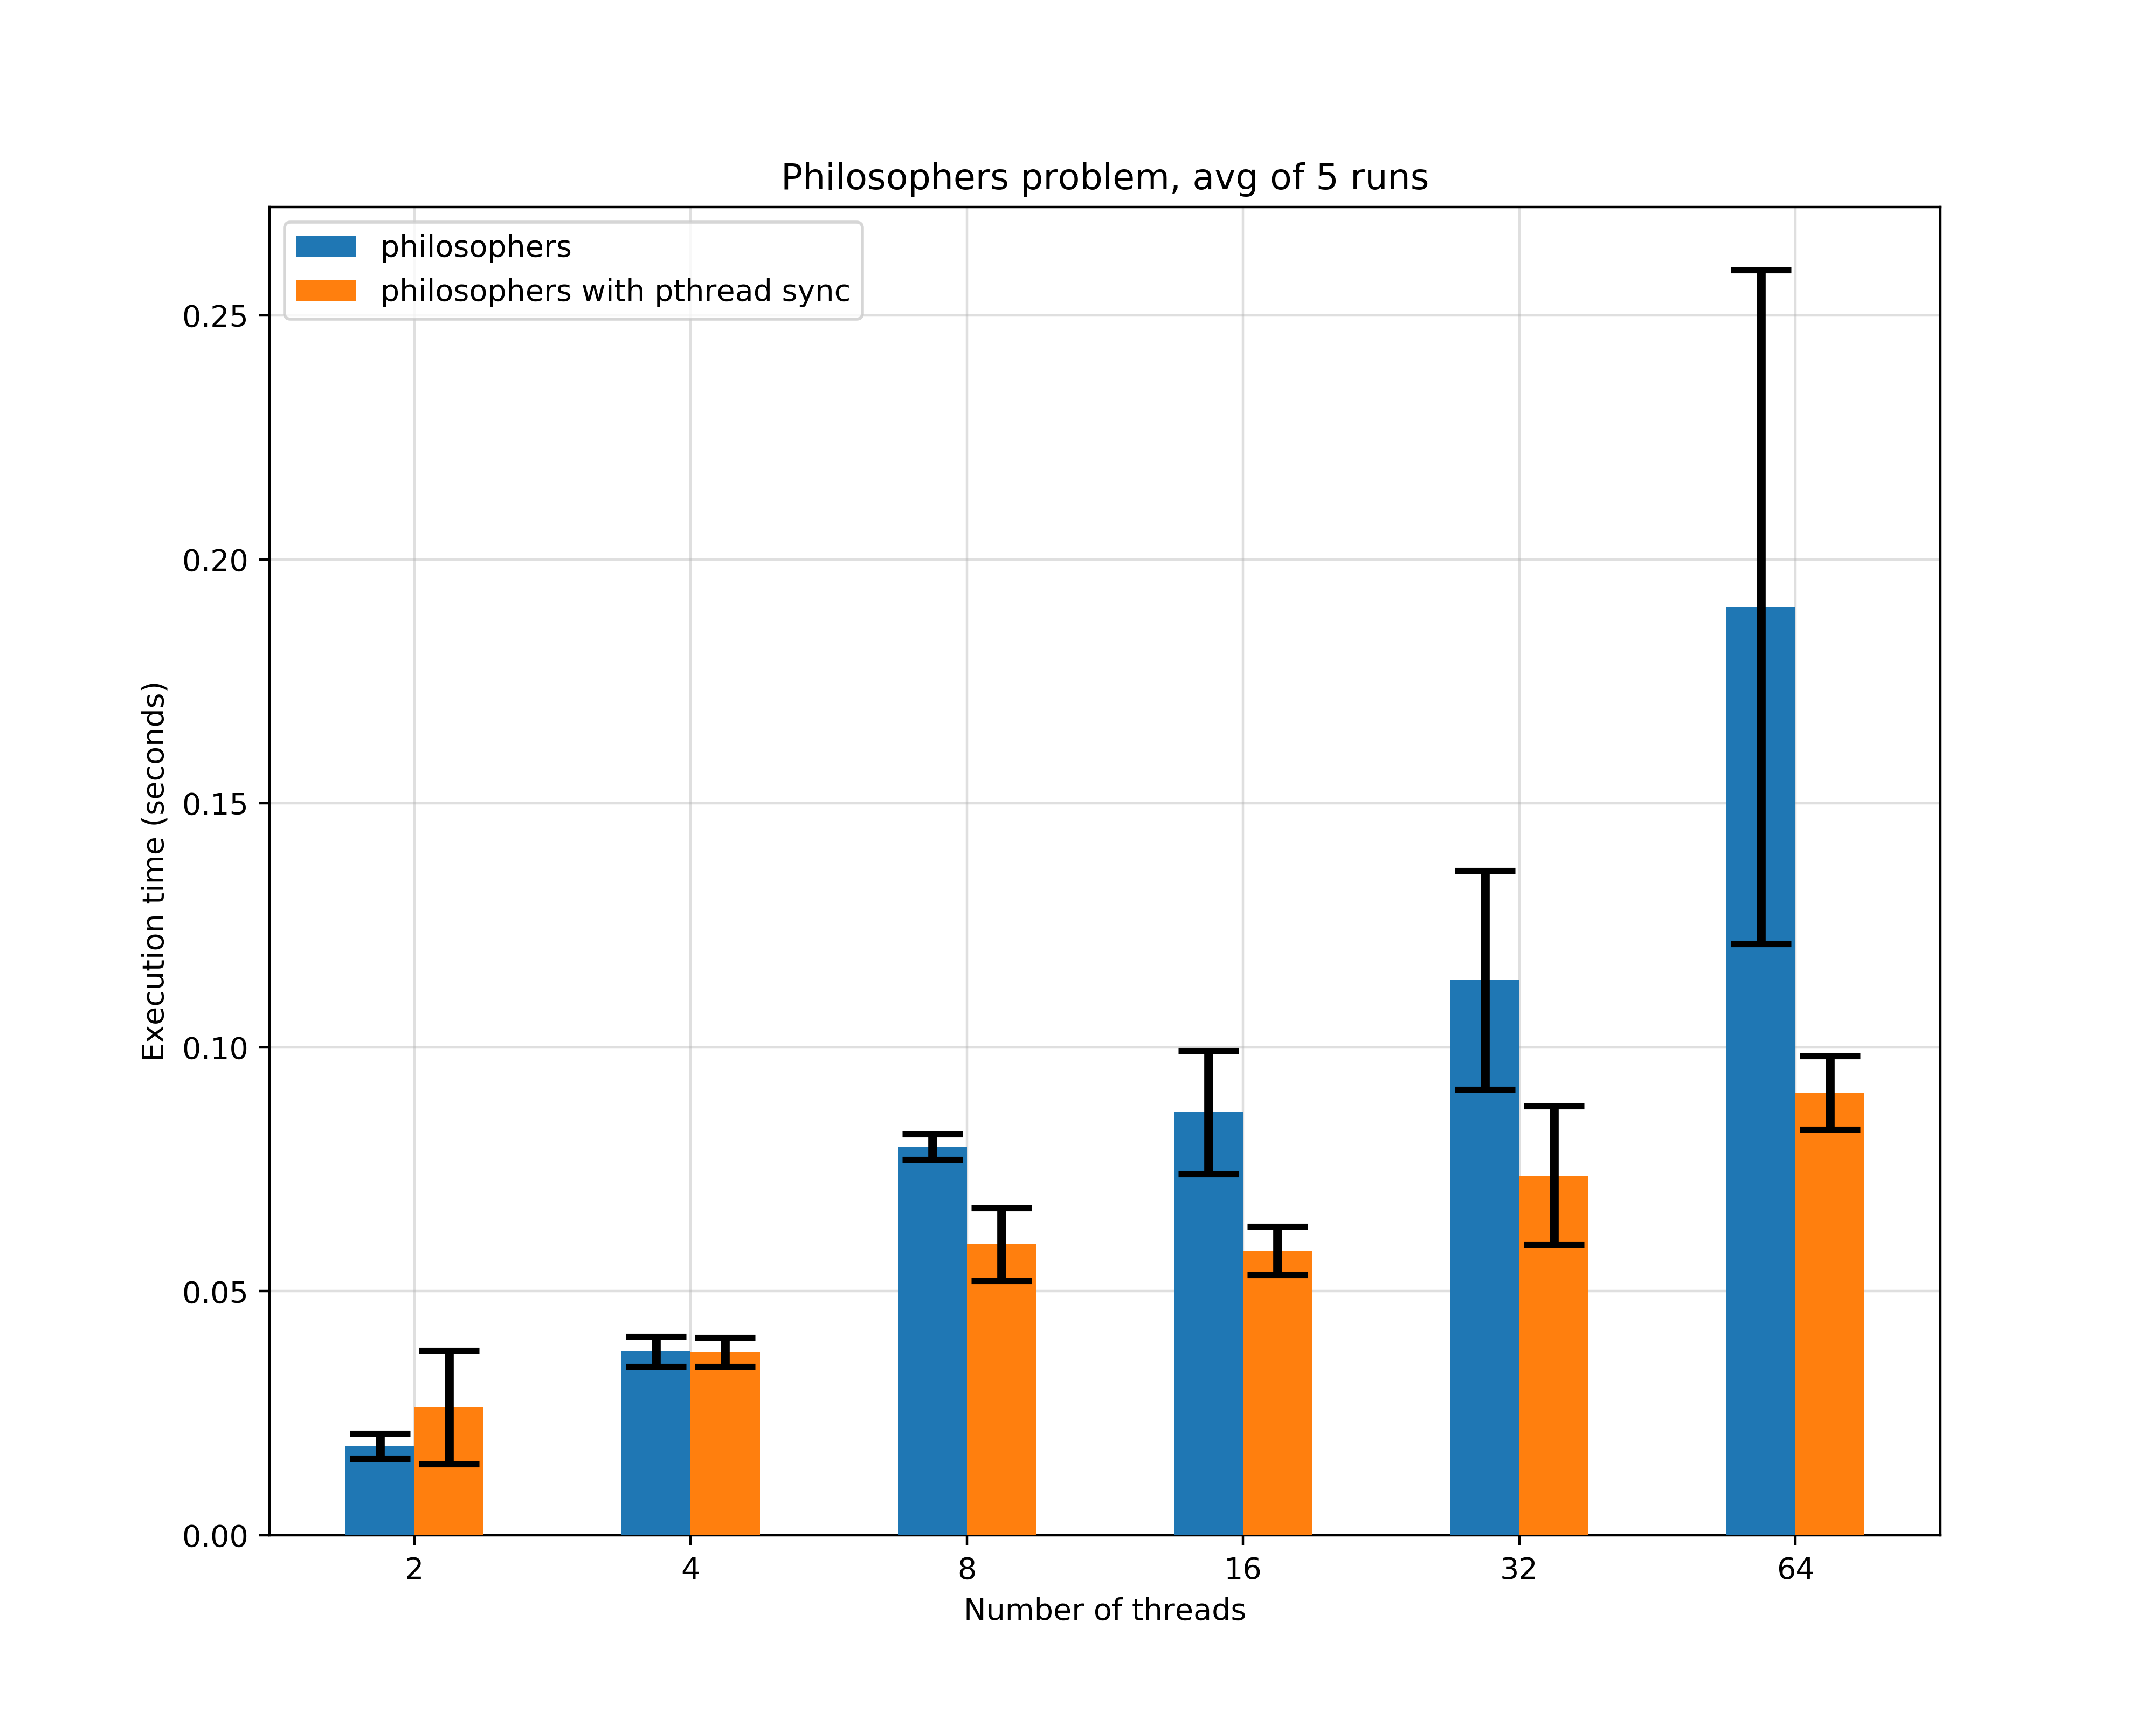 Philosophers problem, avg of 5 runs
philosophers
philosophers with pthread sync
Execution time (seconds)
0.25
0.20
0.15
0.10
0.05
0.00
2 4 8 16 32 64
Number of threads